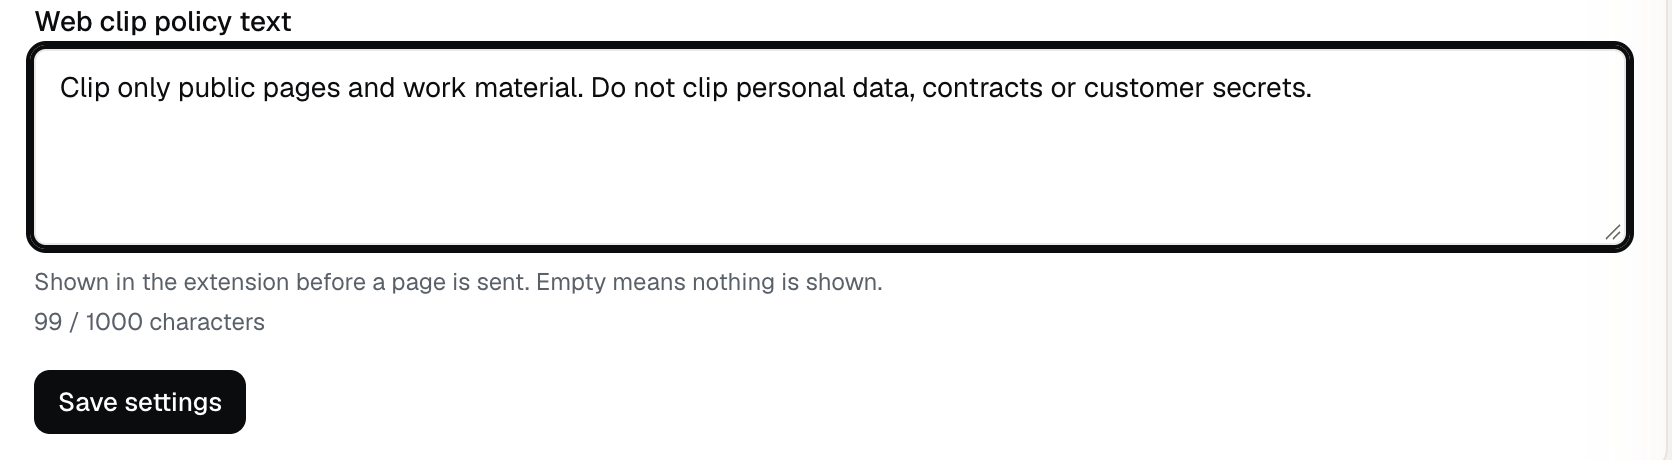 Web clip policy text
Clip only public pages and work material. Do not clip personal data, contracts or customer secrets.
Shown in the extension before a page is sent. Empty means nothing is shown.
99 / 1000 characters
Save settings